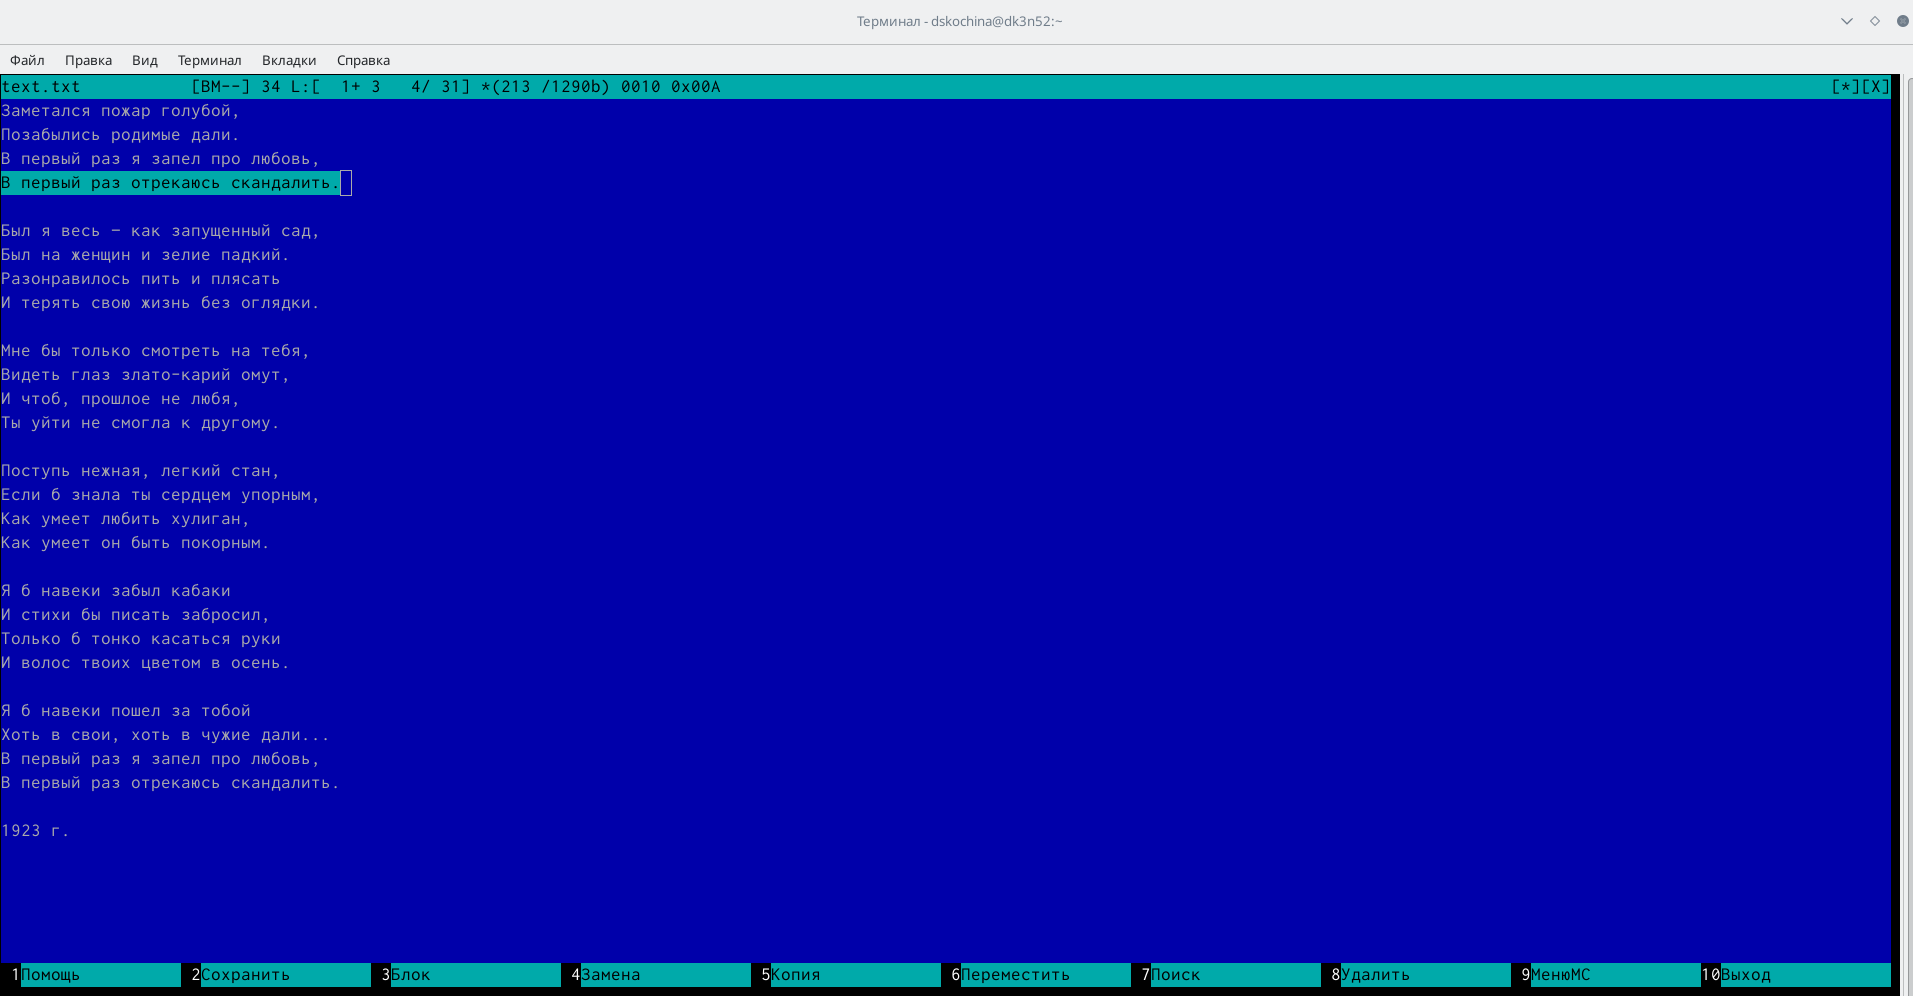 Терминал - dskochina@dk3n52:~
Файл Правка Вид Терминал Вкладки Справка
text.txt [BM--] 34 L:[ 1+ 3 4/ 31] *(213 /1290b) 0010 0x00A [*][X]
Заметался пожар голубой,
Позабылись родимые дали.
В первый раз я запел про любовь,
В первый раз отрекаюсь скандалить.

Был я весь – как запущенный сад,
Был на женщин и зелие падкий.
Разонравилось пить и плясать
И терять свою жизнь без оглядки.

Мне бы только смотреть на тебя,
Видеть глаз злато-карий омут,
И чтоб, прошлое не любя,
Ты уйти не смогла к другому.

Поступь нежная, легкий стан,
Если б знала ты сердцем упорным,
Как умеет любить хулиган,
Как умеет он быть покорным.

Я б навеки забыл кабаки
И стихи бы писать забросил,
Только б тонко касаться руки
И волос твоих цветом в осень.

Я б навеки пошел за тобой
Хоть в свои, хоть в чужие дали...
В первый раз я запел про любовь,
В первый раз отрекаюсь скандалить.

1923 г.
1Помощь 2Сохранить 3Блок 4Замена 5Копия 6Переместить 7Поиск 8Удалить 9МенюМС 10Выход